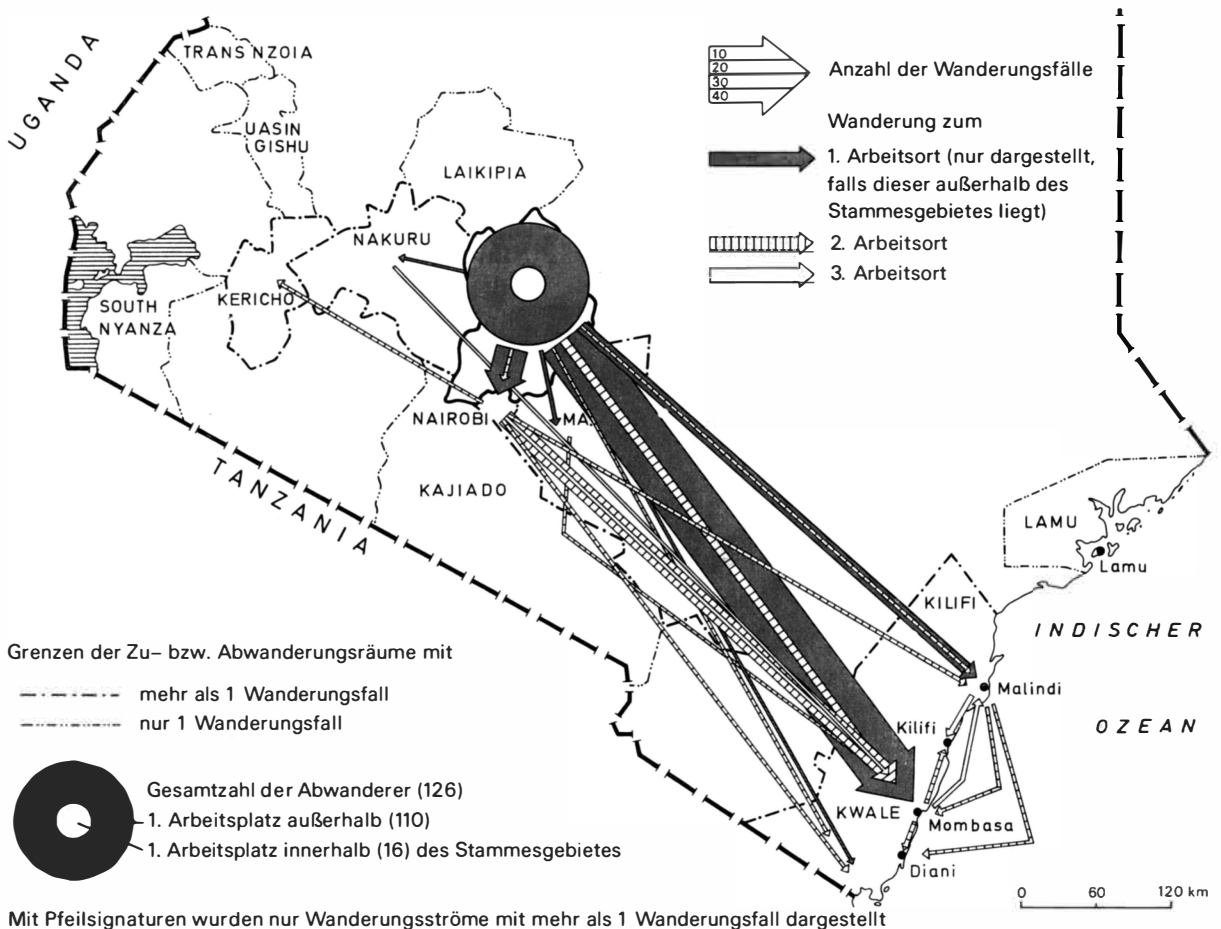 UGANDA
TRANS NZOIA
UASIN
GISHU
LAIKIPIA
NAKURU
KERICHO
SOUTH
NYANZA
NAIROBI
MA
KAJIADO
TANZANIA
10
20
30
40
Anzahl der Wanderungsfälle
Wanderung zum
1. Arbeitsort (nur dargestellt,
falls dieser außerhalb des
Stammesgebietes liegt)
2. Arbeitsort
3. Arbeitsort
LAMU
Lamu
KILIFI
INDISCHER
OZEAN
Malindi
Kilifi
KWALE
Mombasa
Diani
Grenzen der Zu– bzw. Abwanderungsräume mit
mehr als 1 Wanderungsfall
nur 1 Wanderungsfall
Gesamtzahl der Abwanderer (126)
1. Arbeitsplatz außerhalb (110)
1. Arbeitsplatz innerhalb (16) des Stammesgebietes
0 60 120 km
Mit Pfeilsignaturen wurden nur Wanderungsströme mit mehr als 1 Wanderungsfall dargestellt